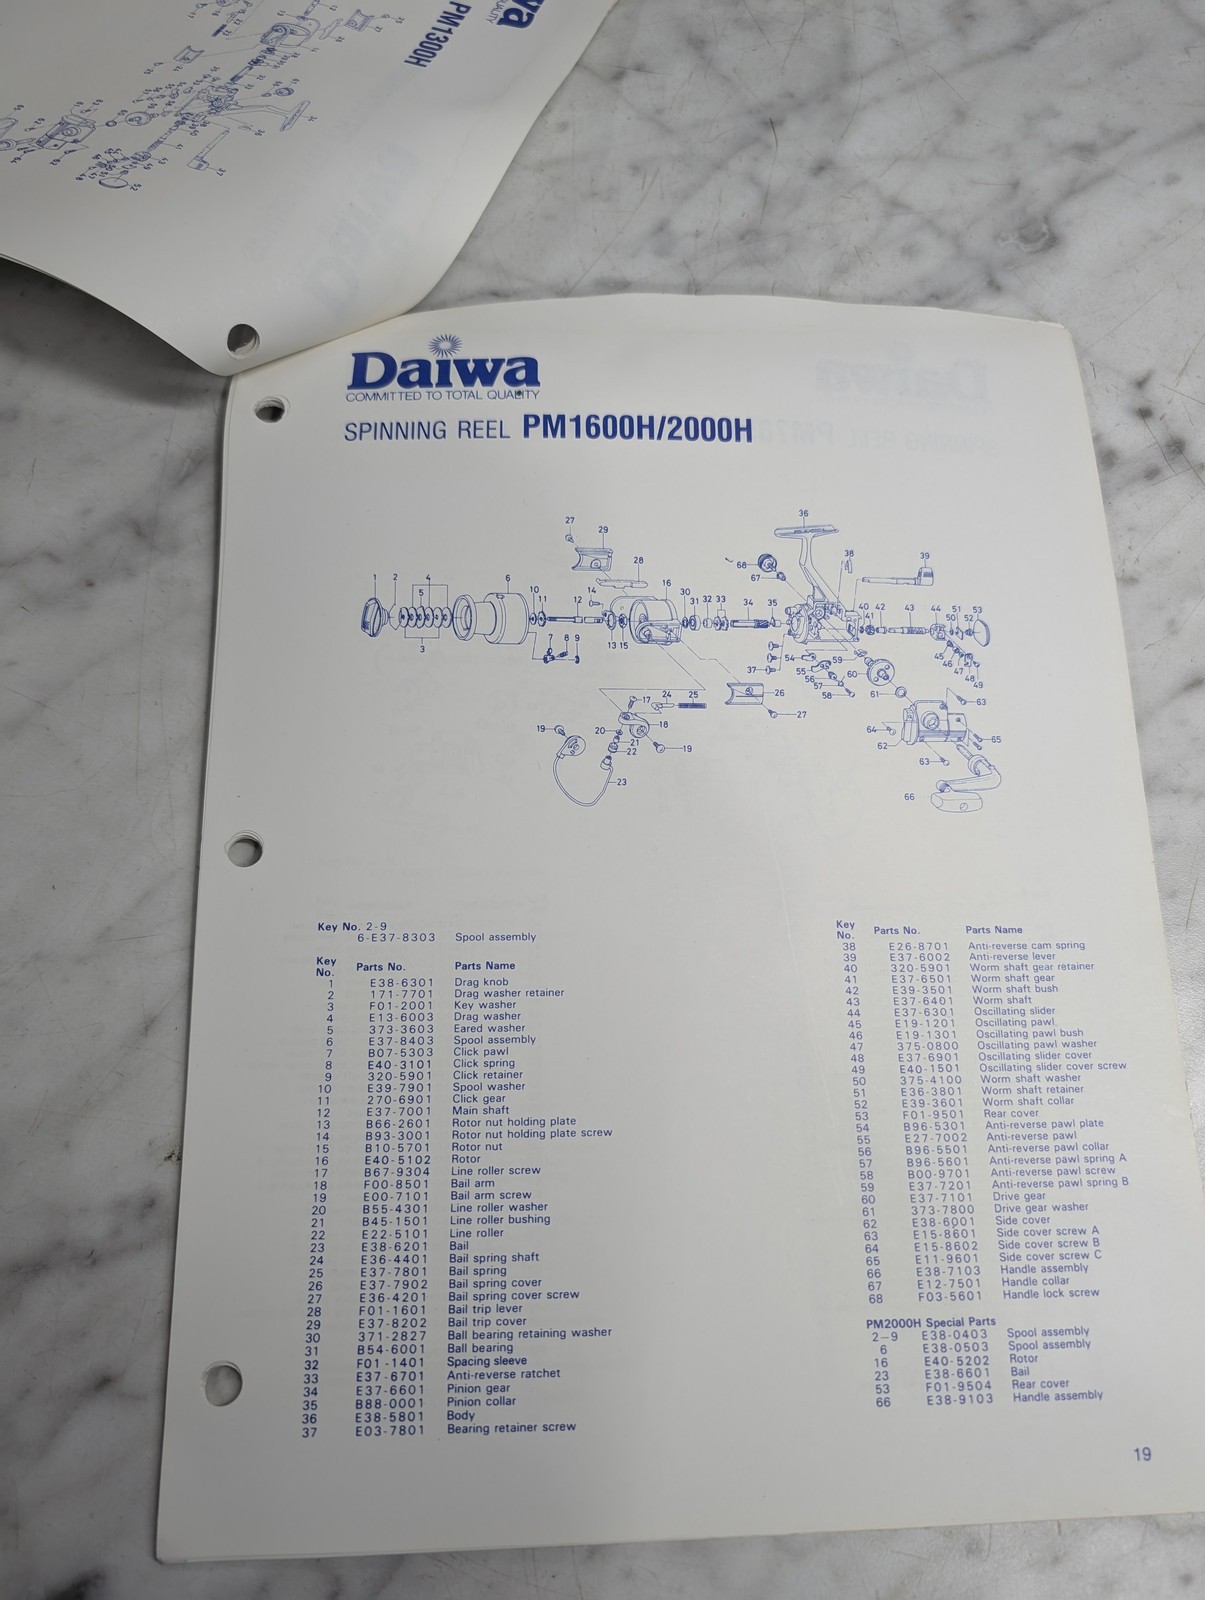 PM1300H
Daiwa
COMMITTED TO TOTAL QUALITY
SPINNING REEL PM1600H/2000H
Key No. 2-9
6-E37-8303 Spool assembly
Key No. Parts No. Parts Name
1 E38-6301 Drag knob
2 171-7701 Drag washer retainer
3 F01-2001 Key washer
4 E13-6003 Drag washer
5 373-3603 Eared washer
6 E37-8403 Spool assembly
7 B07-5303 Click pawl
8 E40-3101 Click spring
9 320-5901 Click retainer
10 E39-7901 Spool washer
11 270-6901 Click gear
12 E37-7001 Main shaft
13 B66-2601 Rotor nut holding plate
14 B93-3001 Rotor nut holding plate screw
15 B10-5701 Rotor nut
16 E40-5102 Rotor
17 B67-9304 Line roller screw
18 F00-8501 Bail arm
19 E00-7101 Bail arm screw
20 B55-4301 Line roller washer
21 B45-1501 Line roller bushing
22 E22-5101 Line roller
23 E38-6201 Bail
24 E36-4401 Bail spring shaft
25 E37-7801 Bail spring
26 E37-7902 Bail spring cover
27 E36-4201 Bail spring cover screw
28 F01-1601 Bail trip lever
29 E37-8202 Bail trip cover
30 371-2827 Ball bearing retaining washer
31 B54-6001 Ball bearing
32 F01-1401 Spacing sleeve
33 E37-6701 Anti-reverse ratchet
34 E37-6601 Pinion gear
35 B88-0001 Pinion collar
36 E38-5801 Body
37 E03-7801 Bearing retainer screw
Key No. Parts No. Parts Name
38 E26-8701 Anti-reverse cam spring
39 E37-6002 Anti-reverse lever
40 320-5901 Worm shaft gear retainer
41 E37-6501 Worm shaft gear
42 E39-3501 Worm shaft bush
43 E37-6401 Worm shaft
44 E37-6301 Oscillating slider
45 E19-1201 Oscillating pawl
46 E19-1301 Oscillating pawl bush
47 375-0800 Oscillating pawl washer
48 E37-6901 Oscillating slider cover
49 E40-1501 Oscillating slider cover screw
50 375-4100 Worm shaft washer
51 E36-3801 Worm shaft retainer
52 E39-3601 Worm shaft collar
53 F01-9501 Rear cover
54 B96-5301 Anti-reverse pawl plate
55 E27-7002 Anti-reverse pawl
56 B96-5501 Anti-reverse pawl collar
57 B96-5601 Anti-reverse pawl spring A
58 B00-9701 Anti-reverse pawl screw
59 E37-7201 Anti-reverse pawl spring B
60 E37-7101 Drive gear
61 373-7800 Drive gear washer
62 E38-6001 Side cover
63 E15-8601 Side cover screw A
64 E15-8602 Side cover screw B
65 E11-9601 Side cover screw C
66 E38-7103 Handle assembly
67 E12-7501 Handle collar
68 F03-5601 Handle lock screw
PM2000H Special Parts
2-9 E38-0403 Spool assembly
6 E38-0503 Spool assembly
16 E40-5202 Rotor
23 E38-6601 Bail
53 F01-9504 Rear cover
66 E38-9103 Handle assembly
19